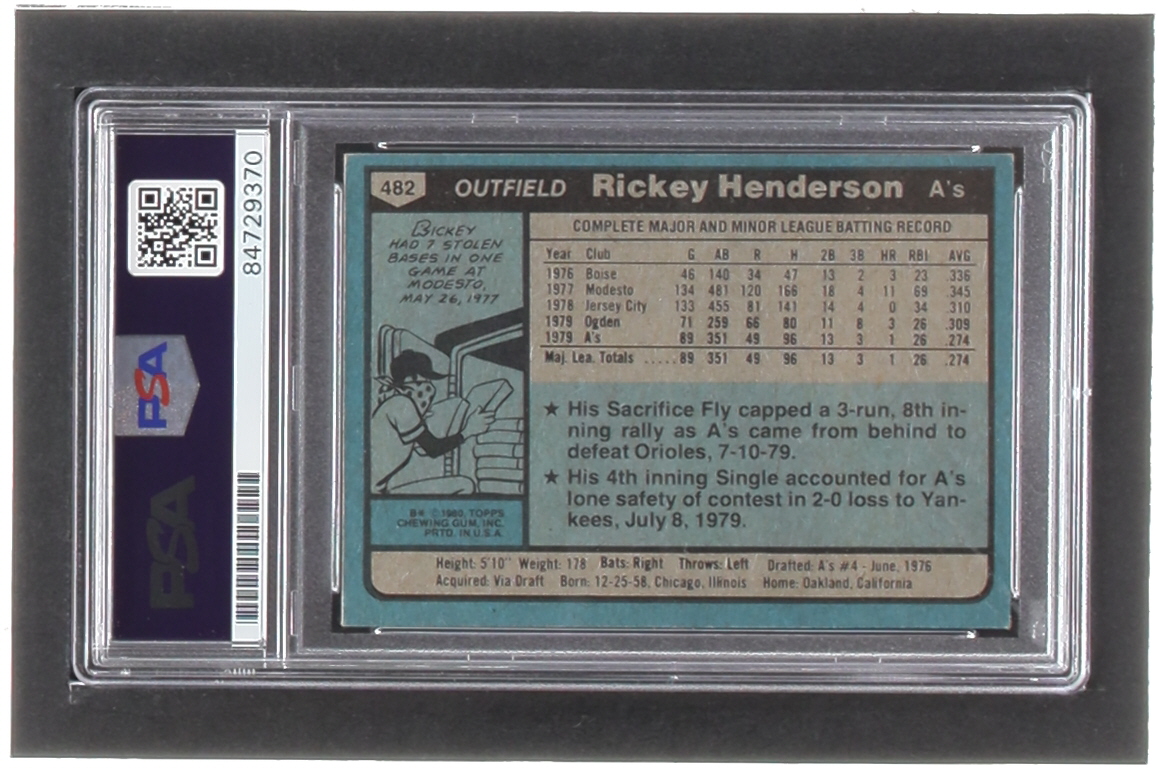 84729370
PSA
PSA
482 OUTFIELD Rickey Henderson A's
RICKEY
HAD 7 STOLEN
BASES IN ONE
GAME AT
MODESTO,
MAY 26, 1977
B* © 1980, TOPPS
CHEWING GUM, INC.
PRTD. IN U.S.A.
COMPLETE MAJOR AND MINOR LEAGUE BATTING RECORD
Year Club G AB R H 2B 3B HR RBI AVG
1976 Boise 46 140 34 47 13 2 3 23 .336
1977 Modesto 134 481 120 166 18 4 11 69 .345
1978 Jersey City 133 455 81 141 14 4 0 34 .310
1979 Ogden 71 259 66 80 11 8 3 26 .309
1979 A's 89 351 49 96 13 3 1 26 .274
Maj. Lea. Totals ..... 89 351 49 96 13 3 1 26 .274
★ His Sacrifice Fly capped a 3-run, 8th in-
ning rally as A's came from behind to
defeat Orioles, 7-10-79.
★ His 4th inning Single accounted for A's
lone safety of contest in 2-0 loss to Yan-
kees, July 8, 1979.
Height: 5'10" Weight: 178 Bats: Right Throws: Left Drafted: A's #4 - June, 1976
Acquired: Via Draft Born: 12-25-58, Chicago, Illinois Home: Oakland, California